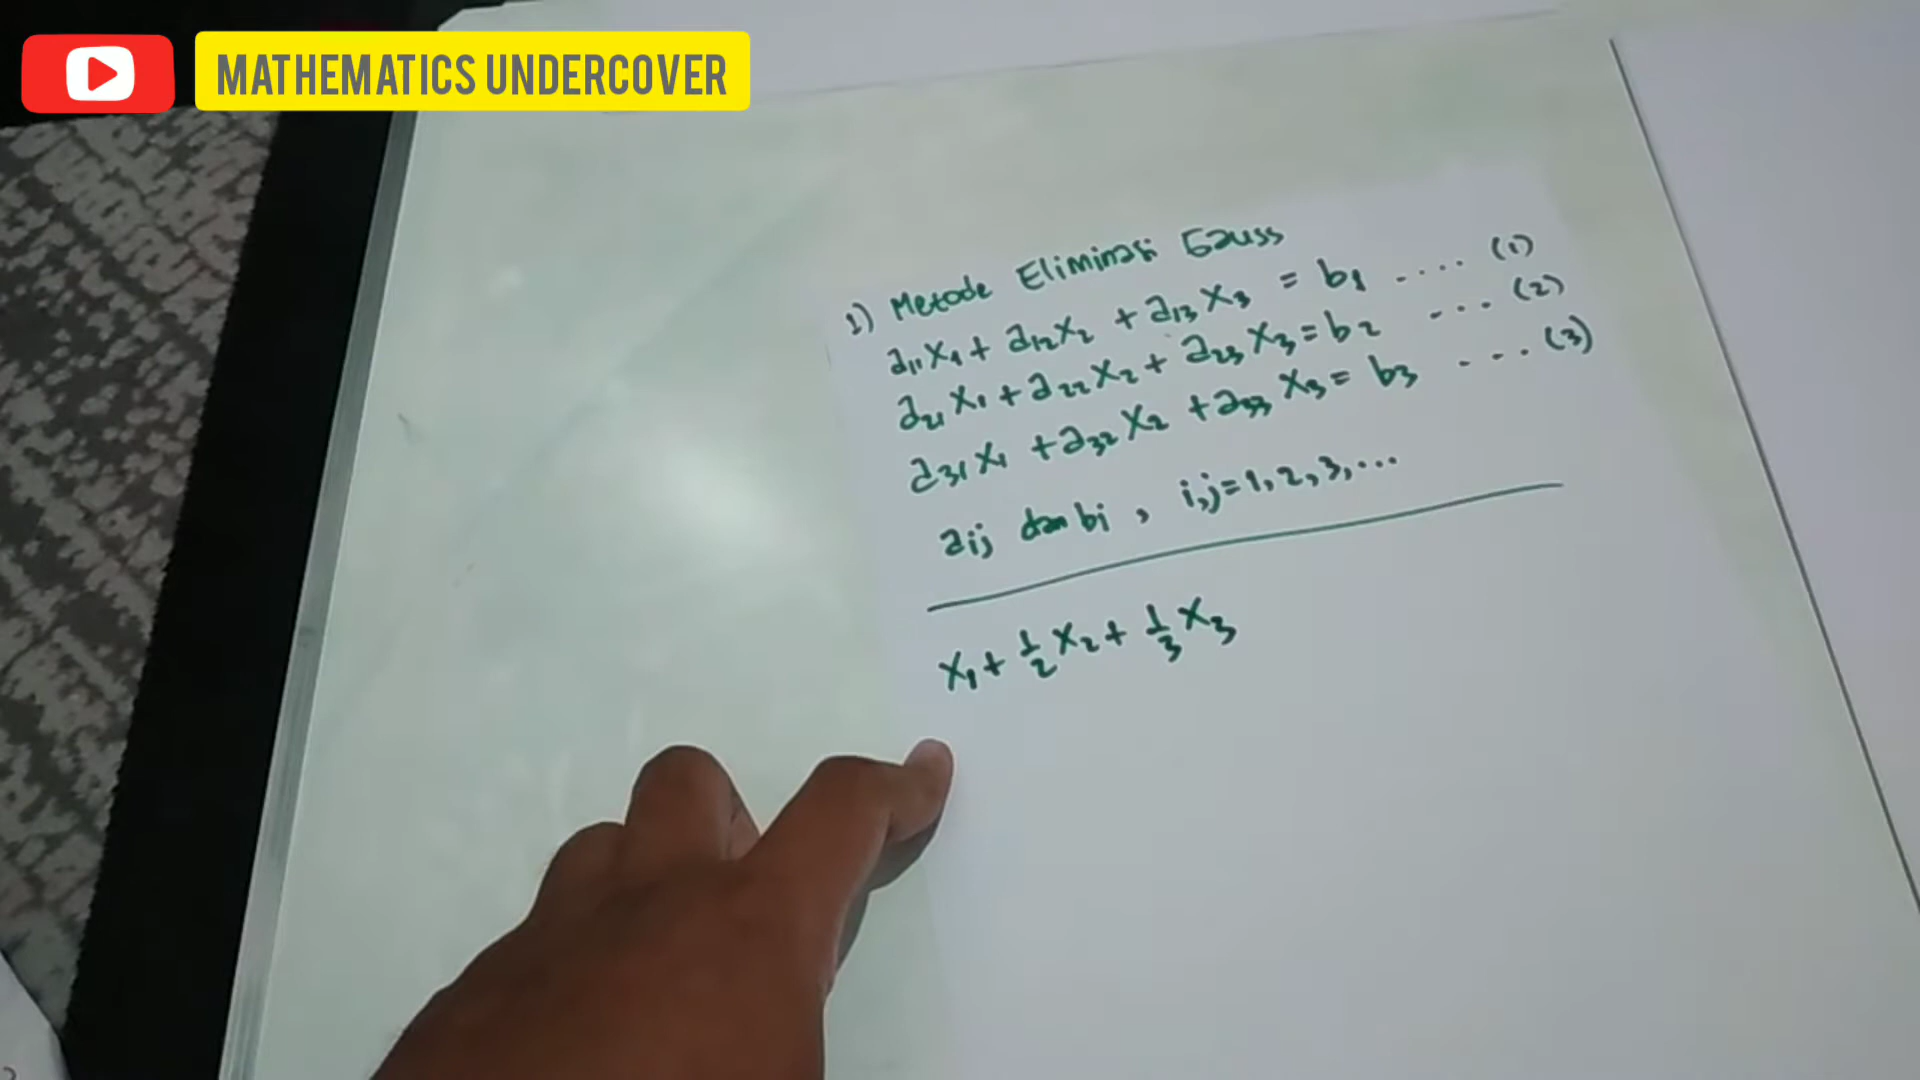 MATHEMATICS UNDERCOVER
1) Metode Eliminasi Gauss
a₁₁x₁ + a₁₂x₂ + a₁₃x₃ = b₁ .... (1)
a₂₁x₁ + a₂₂x₂ + a₂₃x₃ = b₂ ... (2)
a₃₁x₁ + a₃₂x₂ + a₃₃x₃ = b₃ ... (3)
aij dan bi , i,j = 1, 2, 3, ...
x₁ + 1/2 x₂ + 1/3 x₃